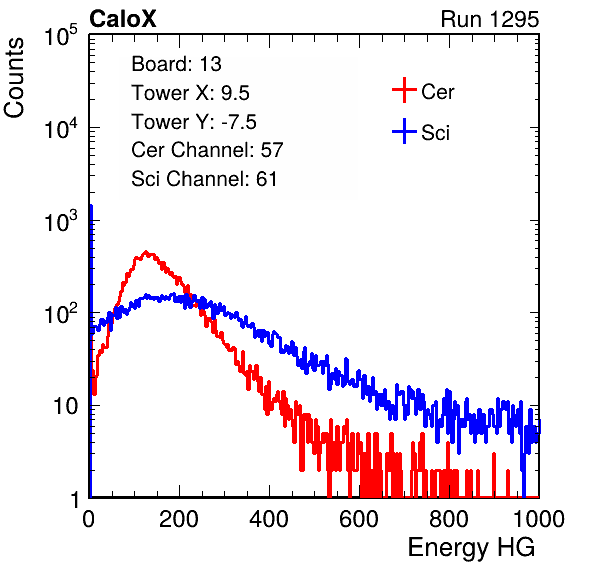 CaloX Run 1295
Board: 13
Tower X: 9.5
Tower Y: -7.5
Cer Channel: 57
Sci Channel: 61
Cer
Sci
Counts
10^5
10^4
10^3
10^2
10
1
0 200 400 600 800 1000
Energy HG